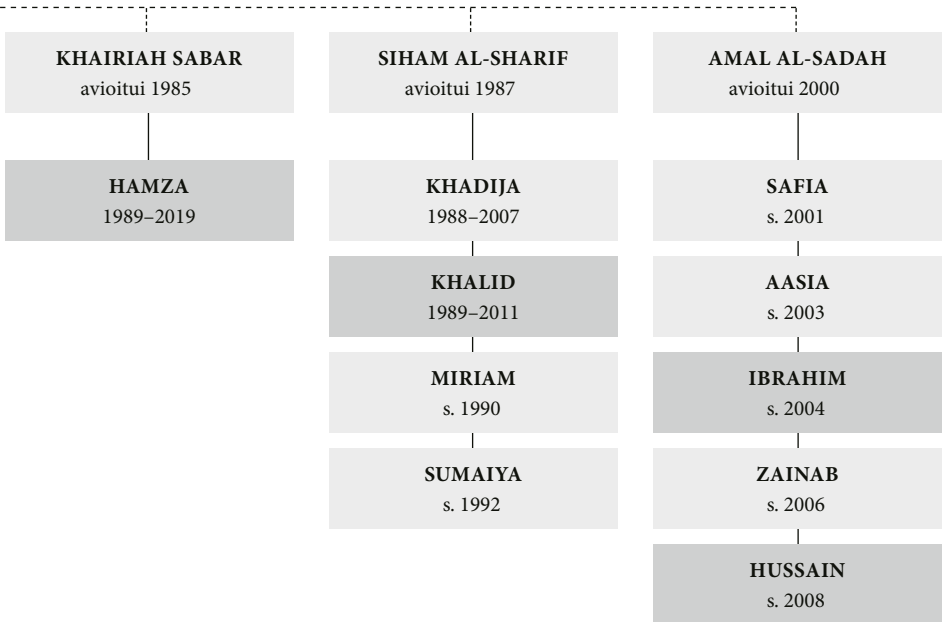 KHAIRIAH SABAR
avioitui 1985
HAMZA
1989–2019
SIHAM AL-SHARIF
avioitui 1987
KHADIJA
1988–2007
KHALID
1989–2011
MIRIAM
s. 1990
SUMAIYA
s. 1992
AMAL AL-SADAH
avioitui 2000
SAFIA
s. 2001
AASIA
s. 2003
IBRAHIM
s. 2004
ZAINAB
s. 2006
HUSSAIN
s. 2008